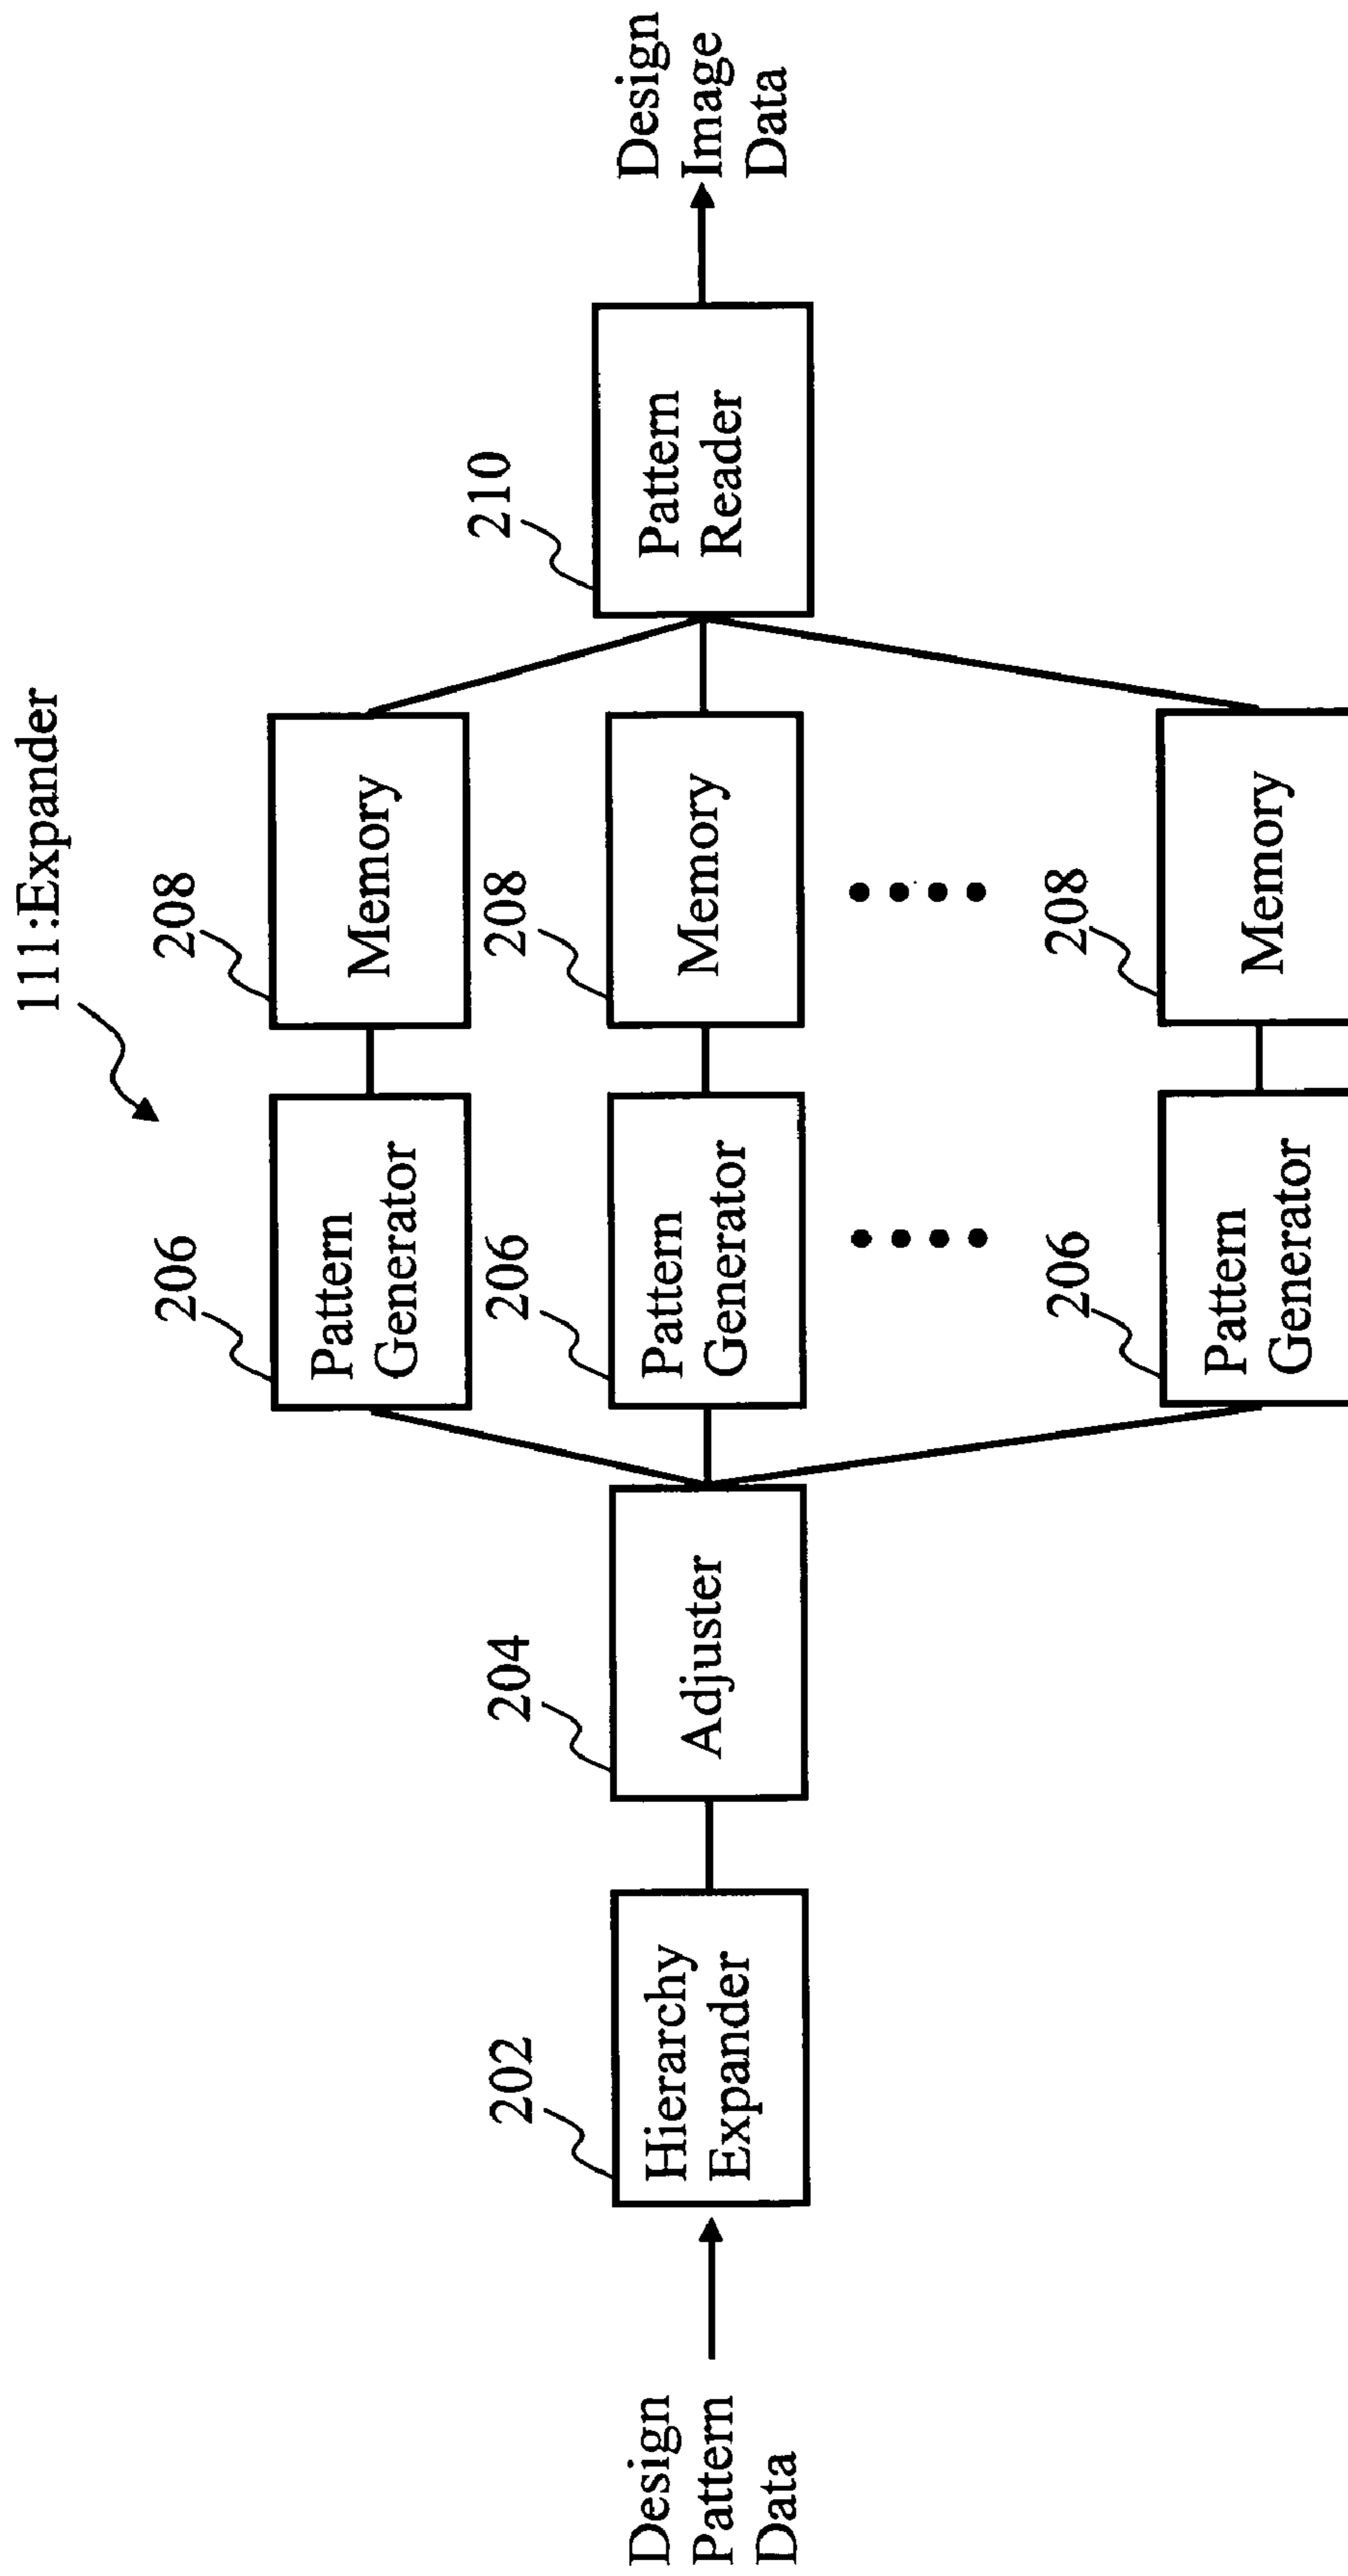 111:Expander
Design
Pattern
Data
202
Hierarchy
Expander
204
Adjuster
206
Pattern
Generator
208
Memory
206
Pattern
Generator
208
Memory
206
Pattern
Generator
208
Memory
210
Pattern
Reader
Design
Image
Data